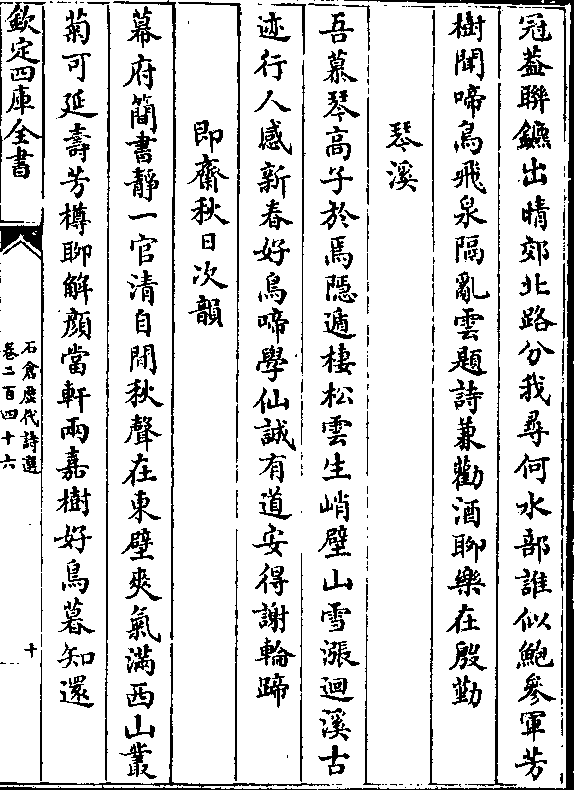 冠葢聯鑣出晴郊北路分我尋何水部誰似鮑參軍芳
樹聞啼鳥飛泉隔亂雲題詩兼勸酒聊樂在殷勤
琴溪
吾慕琴高子於焉隱遁棲松雲生峭壁山雪漲迴溪古
迹行人感新春好鳥啼學仙誠有道安得謝輪蹄
即齋秋日次韻
幕府簡書靜一官清自閒秋聲在東壁爽氣滿西山叢
菊可延壽芳樽聊解顔當軒兩嘉樹好鳥暮知還
欽定四庫全書
石倉歷代詩選
卷二百四十六
十